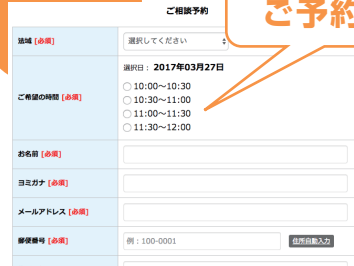 ご相談予約
ご予約
法域 [必須]
選択してください
選択日： 2017年03月27日
ご希望の時間 [必須]
10:00〜10:30
10:30〜11:00
11:00〜11:30
11:30〜12:00
お名前 [必須]
ヨミガナ [必須]
メールアドレス [必須]
郵便番号 [必須]
例：100-0001
住所自動入力